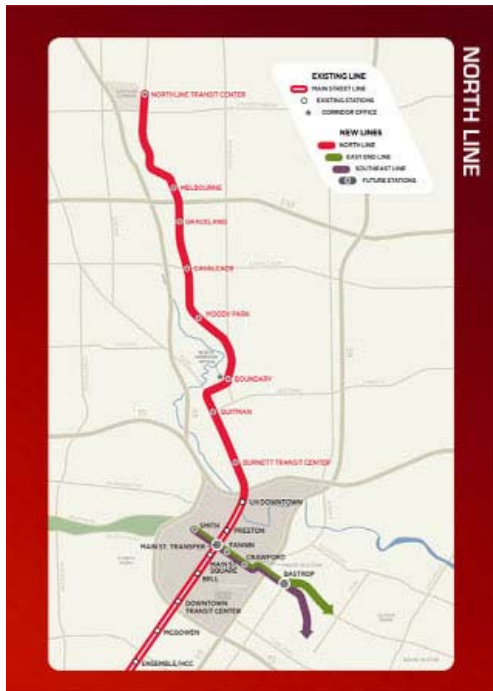 NORTH LINE
EXISTING LINE
MAIN STREET LINE
EXISTING STATIONS
CORRIDOR OFFICE
NEW LINES
NORTH LINE
EAST END LINE
SOUTHEAST LINE
FUTURE STATIONS
NORTHLINE TRANSIT CENTER
MELBOURNE
GRACELAND
CAVALCADE
MOODY PARK
BOUNDARY
QUITMAN
BURNETT TRANSIT CENTER
UH DOWNTOWN
SMITH
PRESTON
MAIN ST. TRANSFER
FANNIN
CRAWFORD
MAIN ST.
SQUARE
BASTROP
BELL
DOWNTOWN
TRANSIT CENTER
MCGOWEN
ENSEMBLE/HCC